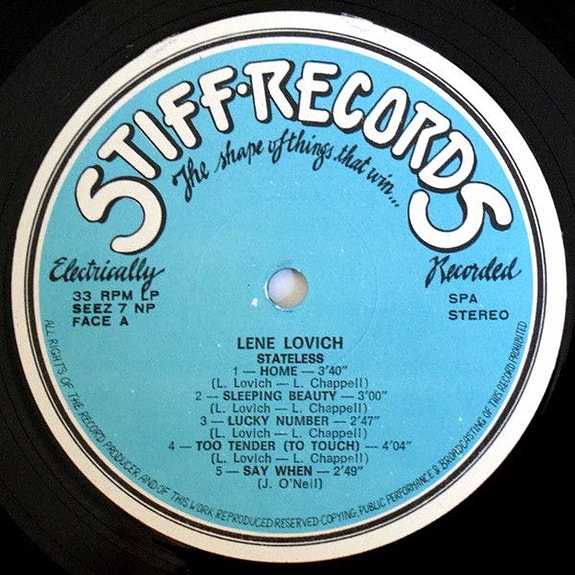 STIFF·RECORDS
The shape of things that win...
Electrically Recorded
33 RPM LP
SEEZ 7 NP
FACE A
SPA
STEREO
LENE LOVICH
STATELESS
1 — HOME — 3'40"
(L. Lovich — L. Chappell)
2 — SLEEPING BEAUTY — 3'00"
(L. Lovich — L. Chappell)
3 — LUCKY NUMBER — 2'47"
(L. Lovich — L. Chappell)
4 — TOO TENDER (TO TOUCH) — 4'04"
(L. Lovich — L. Chappell)
5 — SAY WHEN — 2'49"
(J. O'Neil)
ALL RIGHTS OF THE RECORD PRODUCER AND OF THIS WORK REPRODUCED RESERVED-COPYING, PUBLIC PERFORMANCE & BROADCASTING OF THIS RECORD PROHIBITED